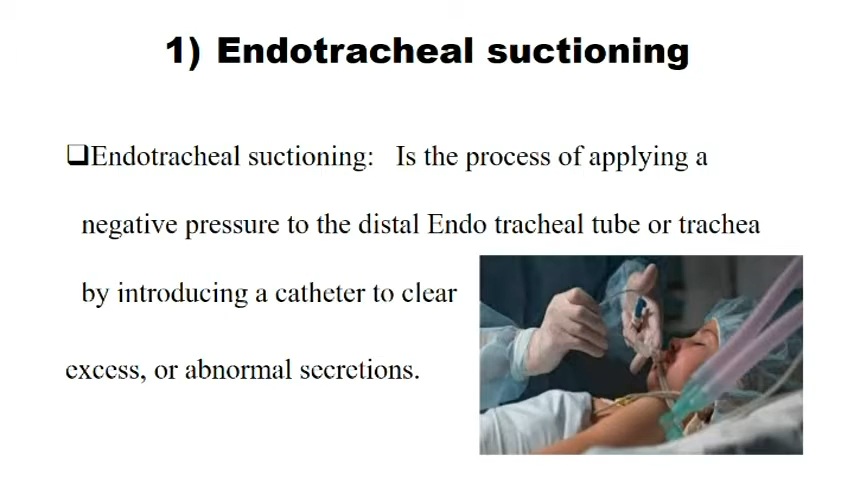 1) Endotracheal suctioning
❑Endotracheal suctioning: Is the process of applying a
negative pressure to the distal Endo tracheal tube or trachea
by introducing a catheter to clear
excess, or abnormal secretions.